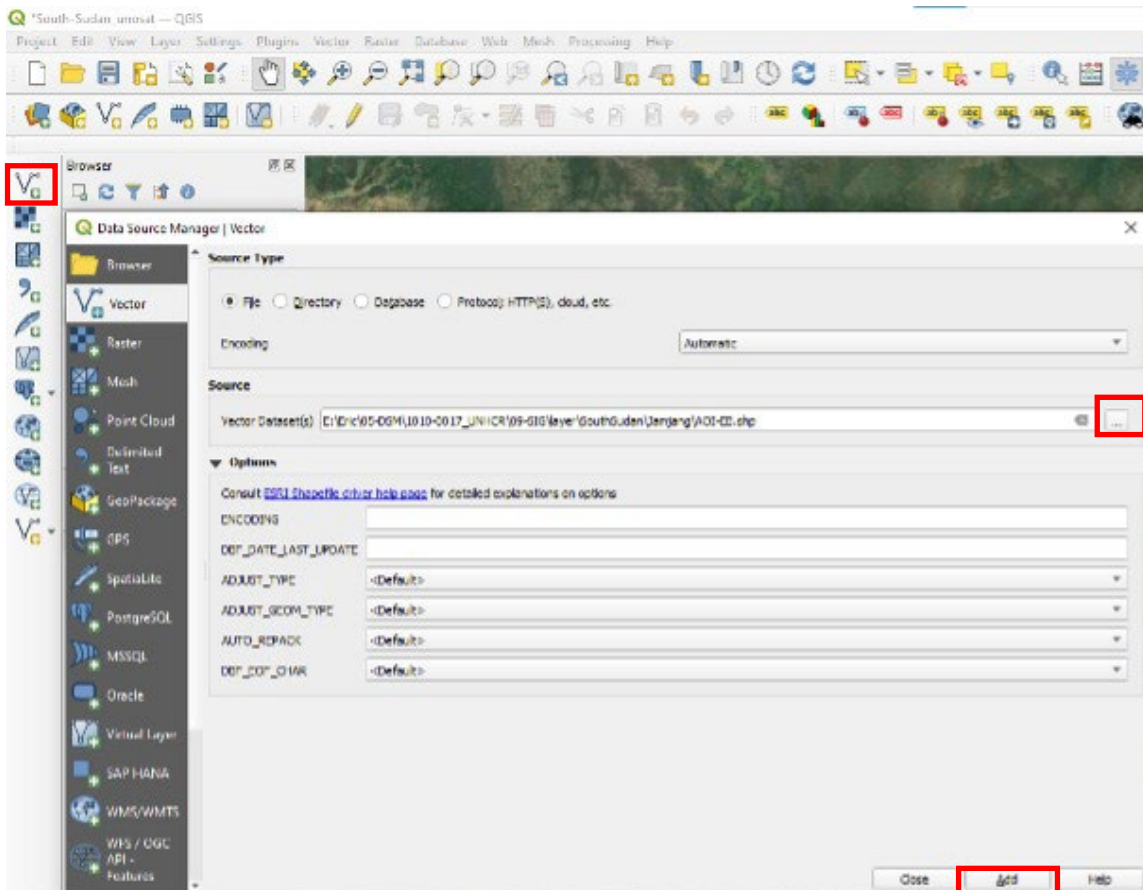 *South-Sudan_unosat — QGIS
Project Edit View Layer Settings Plugins Vector Raster Database Web Mesh Processing Help
Browser
Data Source Manager | Vector
Browser
Vector
Raster
Mesh
Point Cloud
Delimited
Text
GeoPackage
GPS
SpatiaLite
PostgreSQL
MSSQL
Oracle
Virtual Layer
SAP HANA
WMS/WMTS
WFS / OGC
API -
Features
Source Type
File Directory Database Protocol: HTTP(S), cloud, etc.
Encoding Automatic
Source
Vector Dataset(s)
...
Options
Consult ESRI Shapefile driver help page for detailed explanations on options
ENCODING
DBF_DATE_LAST_UPDATE
ADJUST_TYPE <Default>
ADJUST_GEOM_TYPE <Default>
AUTO_REPACK <Default>
DBF_EOF_CHAR <Default>
Close Add Help